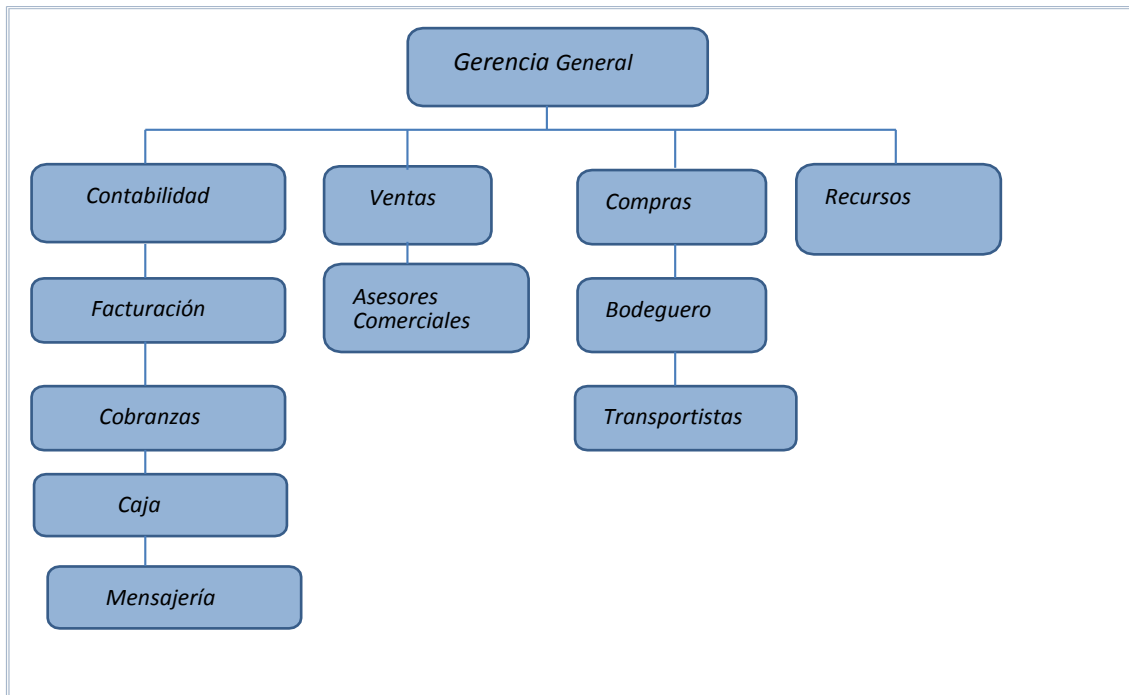 Gerencia General
Contabilidad
Ventas
Compras
Recursos
Facturación
Asesores
Comerciales
Bodeguero
Cobranzas
Transportistas
Caja
Mensajería